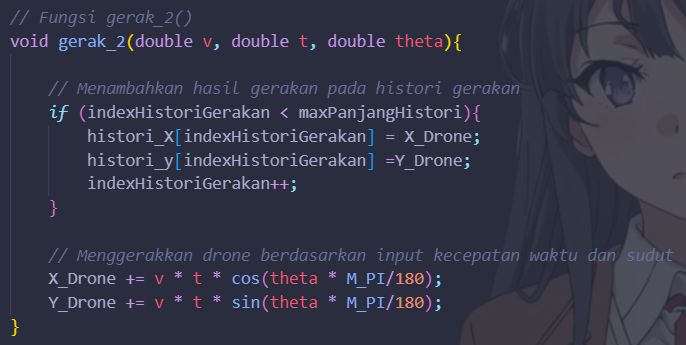 // Fungsi gerak_2()
void gerak_2(double v, double t, double theta){
// Menambahkan hasil gerakan pada histori gerakan
if (indexHistoriGerakan < maxPanjangHistori){
histori_X[indexHistoriGerakan] = X_Drone;
histori_y[indexHistoriGerakan] =Y_Drone;
indexHistoriGerakan++;
}
// Menggerakkan drone berdasarkan input kecepatan waktu dan sudut
X_Drone += v * t * cos(theta * M_PI/180);
Y_Drone += v * t * sin(theta * M_PI/180);
}